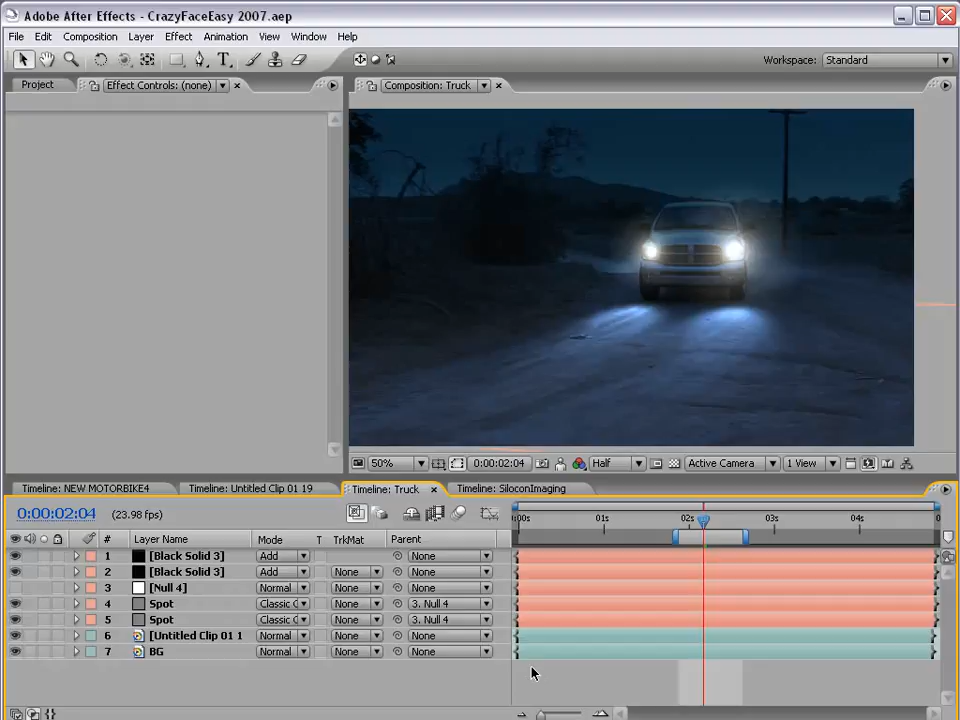 Adobe After Effects - CrazyFaceEasy 2007.aep
File Edit Composition Layer Effect Animation View Window Help
Workspace: Standard
Project Effect Controls: (none) Composition: Truck
50% 0:00:02:04 Half Active Camera 1 View
Timeline: NEW MOTORBIKE4 Timeline: Untitled Clip 01 19 Timeline: Truck Timeline: SiloconImaging
0:00:02:04 (23.98 fps)
0:00s 01s 02s 03s 04s 0
# Layer Name Mode T TrkMat Parent
1 [Black Solid 3] Add None
2 [Black Solid 3] Add None None
3 [Null 4] Normal None None
4 Spot Classic C None 3. Null 4
5 Spot Classic C None 3. Null 4
6 [Untitled Clip 01 1 Normal None None
7 BG Normal None None